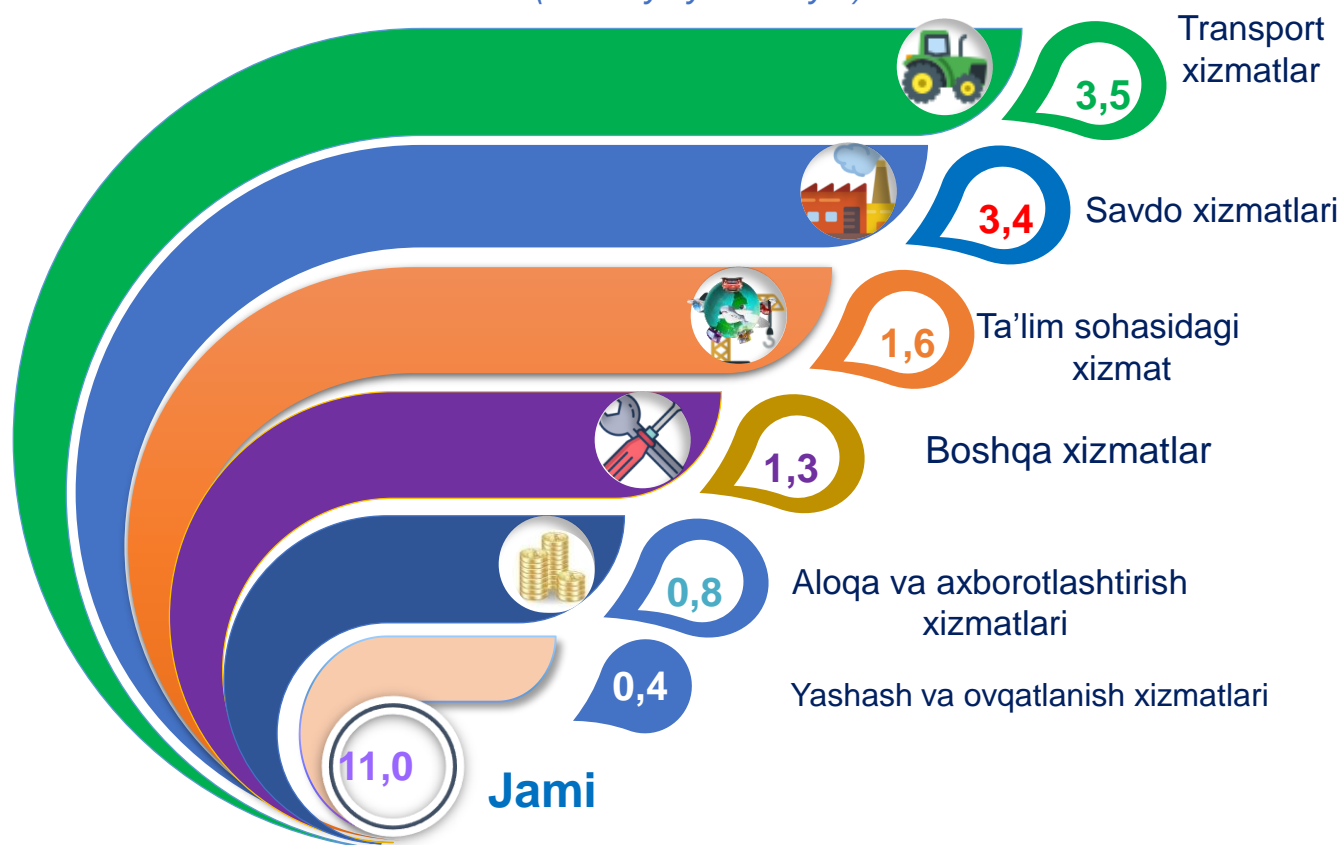 Transport
xizmatlar
3,5
3,4
Savdo xizmatlari
1,6
Ta’lim sohasidagi
xizmat
1,3
Boshqa xizmatlar
0,8
Aloqa va axborotlashtirish
xizmatlari
0,4
Yashash va ovqatlanish xizmatlari
11,0
Jami